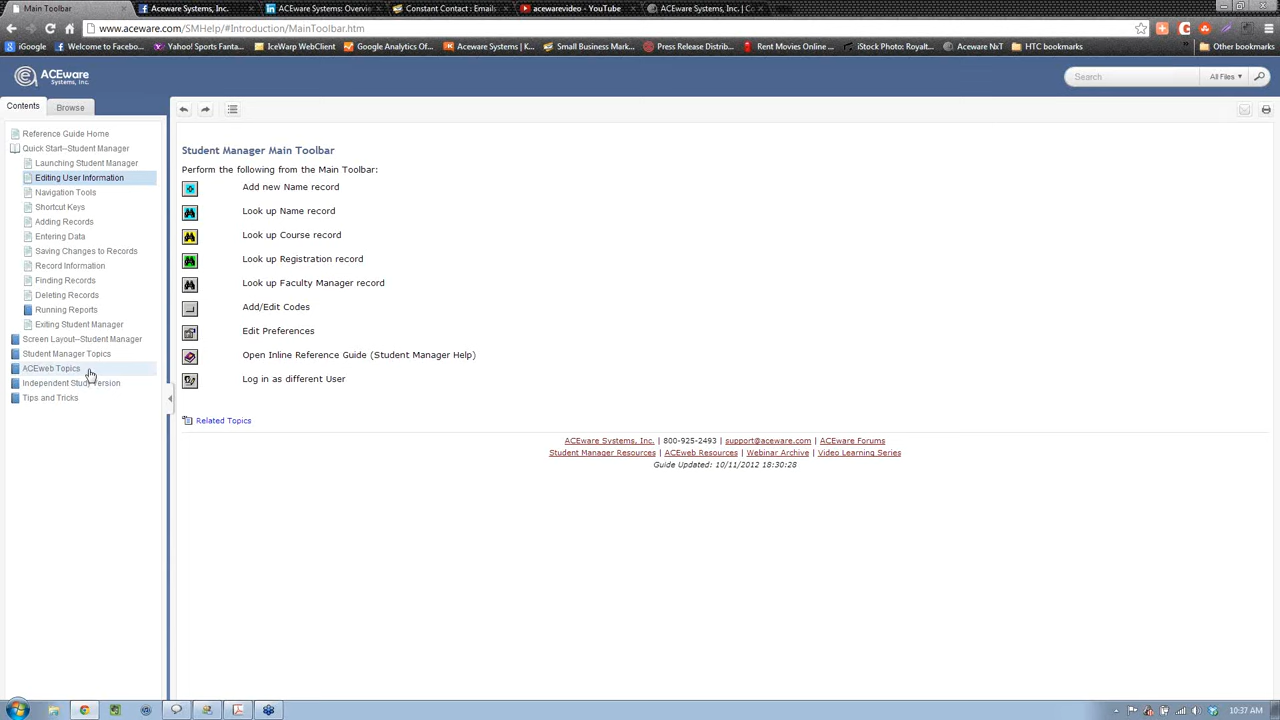 Main Toolbar
Aceware Systems, Inc.
ACEware Systems: Overvie
Constant Contact : Emails
acewarevideo - YouTube
ACEware Systems, Inc. | Co
www.aceware.com/SMHelp/#Introduction/MainToolbar.htm
iGoogle
Welcome to Facebo...
Yahoo! Sports Fanta...
IceWarp WebClient
Google Analytics Of...
Aceware Systems | K...
Small Business Mark...
Press Release Distrib...
Rent Movies Online ...
iStock Photo: Royalt...
Aceware NxT
HTC Bookmarks
Other bookmarks
ACEware
Systems, Inc.
Search
All Files
Contents
Browse
Reference Guide Home
Quick Start--Student Manager
Launching Student Manager
Editing User Information
Navigation Tools
Shortcut Keys
Adding Records
Entering Data
Saving Changes to Records
Record Information
Finding Records
Deleting Records
Running Reports
Exiting Student Manager
Screen Layout--Student Manager
Student Manager Topics
ACEweb Topics
Independent Study Version
Tips and Tricks
Student Manager Main Toolbar
Perform the following from the Main Toolbar:
Add new Name record
Look up Name record
Look up Course record
Look up Registration record
Look up Faculty Manager record
Add/Edit Codes
Edit Preferences
Open Inline Reference Guide (Student Manager Help)
Log in as different User
Related Topics
ACEware Systems, Inc. | 800-925-2493 | support@aceware.com | ACEware Forums
Student Manager Resources | ACEweb Resources | Webinar Archive | Video Learning Series
Guide Updated: 10/11/2012 18:30:28
10:37 AM